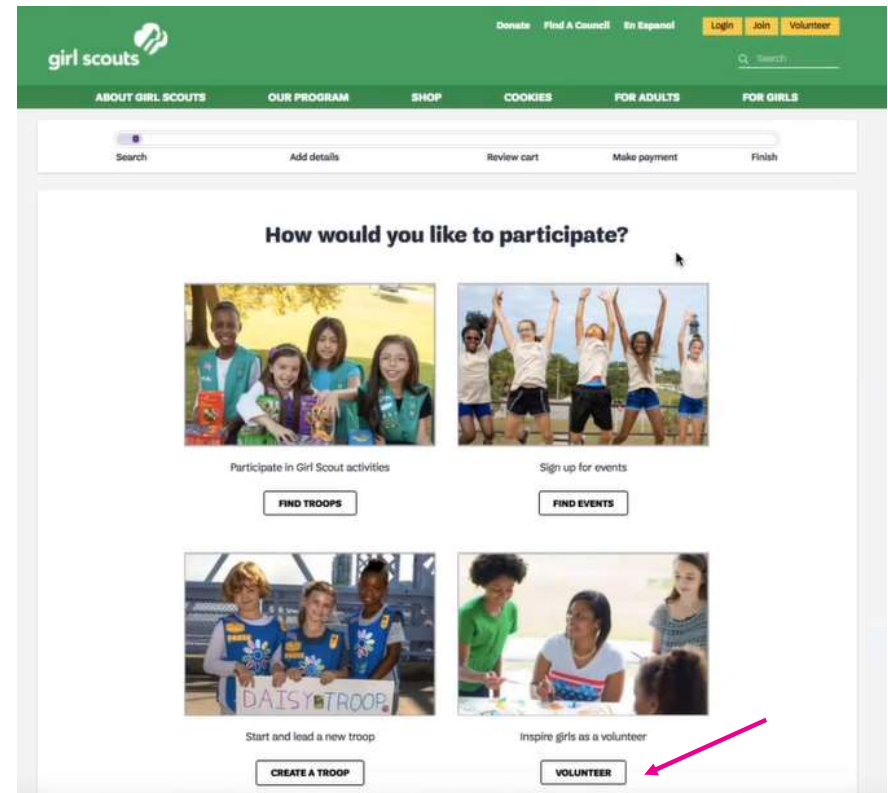 Donate Find A Council En Espanol Login Join Volunteer
girl scouts
Search
ABOUT GIRL SCOUTS OUR PROGRAM SHOP COOKIES FOR ADULTS FOR GIRLS
Search Add details Review cart Make payment Finish
How would you like to participate?
Participate in Girl Scout activities Sign up for events
FIND TROOPS FIND EVENTS
DAISY TROOP
Start and lead a new troop Inspire girls as a volunteer
CREATE A TROOP VOLUNTEER